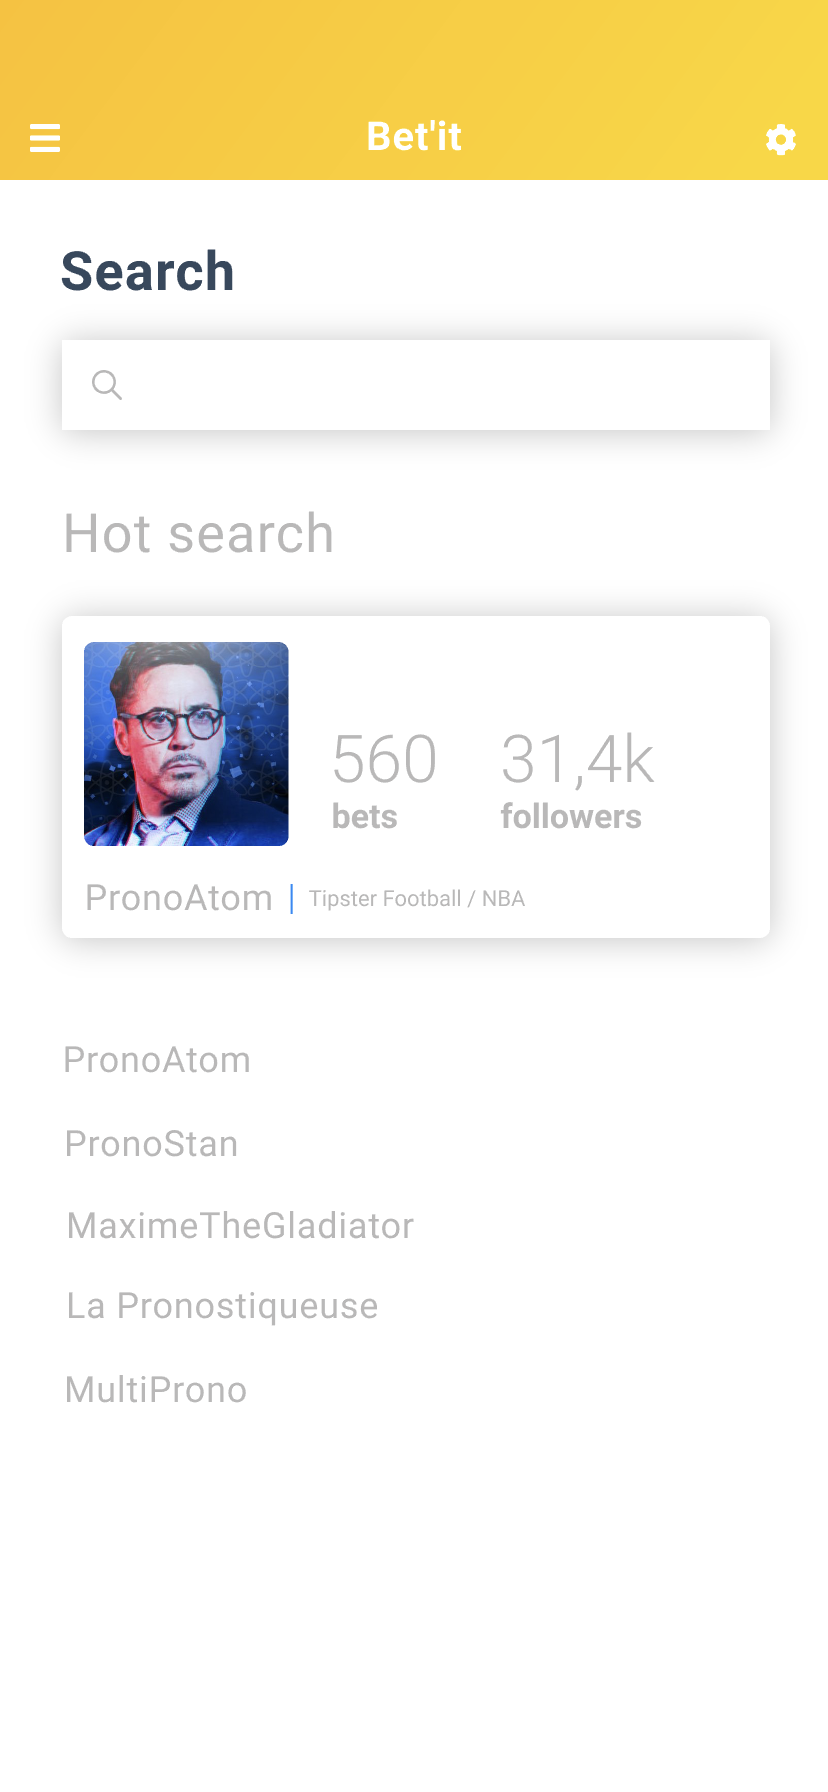 Bet'it
Search
Hot search
560 31,4k
bets followers
PronoAtom | Tipster Football / NBA
PronoAtom
PronoStan
MaximeTheGladiator
La Pronostiqueuse
MultiProno